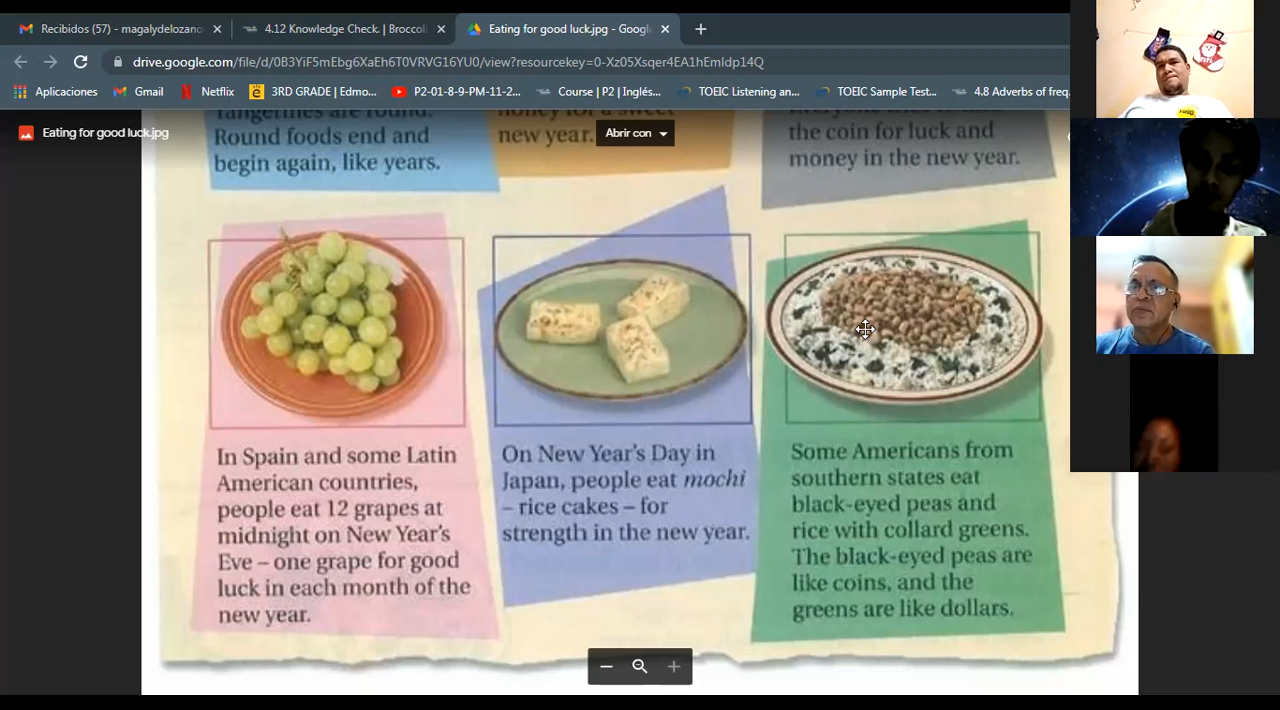 Recibidos (57) - magalydelozano
4.12 Knowledge Check. | Broccoli
Eating for good luck.jpg - Google
drive.google.com/file/d/0B3YiF5mEbg6XaEh6T0VRVG16YU0/view?resourcekey=0-Xz05Xsqer4EA1hEmIdp14Q
Aplicaciones
Gmail
Netflix
3RD GRADE | Edmo...
P2-01-8-9-PM-11-2...
Course | P2 | Inglés...
TOEIC Listening an...
TOEIC Sample Test...
4.8 Adverbs of freq.
Eating for good luck.jpg
Abrir con
tangerines are round.
Round foods end and
begin again, like years.
honey for a sweet
new year.
the coin for luck and
money in the new year.
In Spain and some Latin
American countries,
people eat 12 grapes at
midnight on New Year's
Eve – one grape for good
luck in each month of the
new year.
On New Year's Day in
Japan, people eat mochi
– rice cakes – for
strength in the new year.
Some Americans from
southern states eat
black-eyed peas and
rice with collard greens.
The black-eyed peas are
like coins, and the
greens are like dollars.